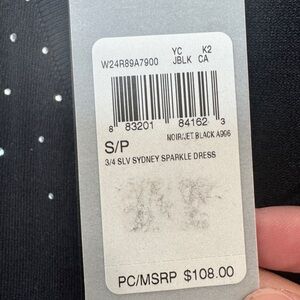 W24R89A7900 YC K2
JBLK CA
8 83201 84162 3
NOIR/JET BLACK A996
S/P
3/4 SLV SYDNEY SPARKLE DRESS
PC/MSRP $108.00